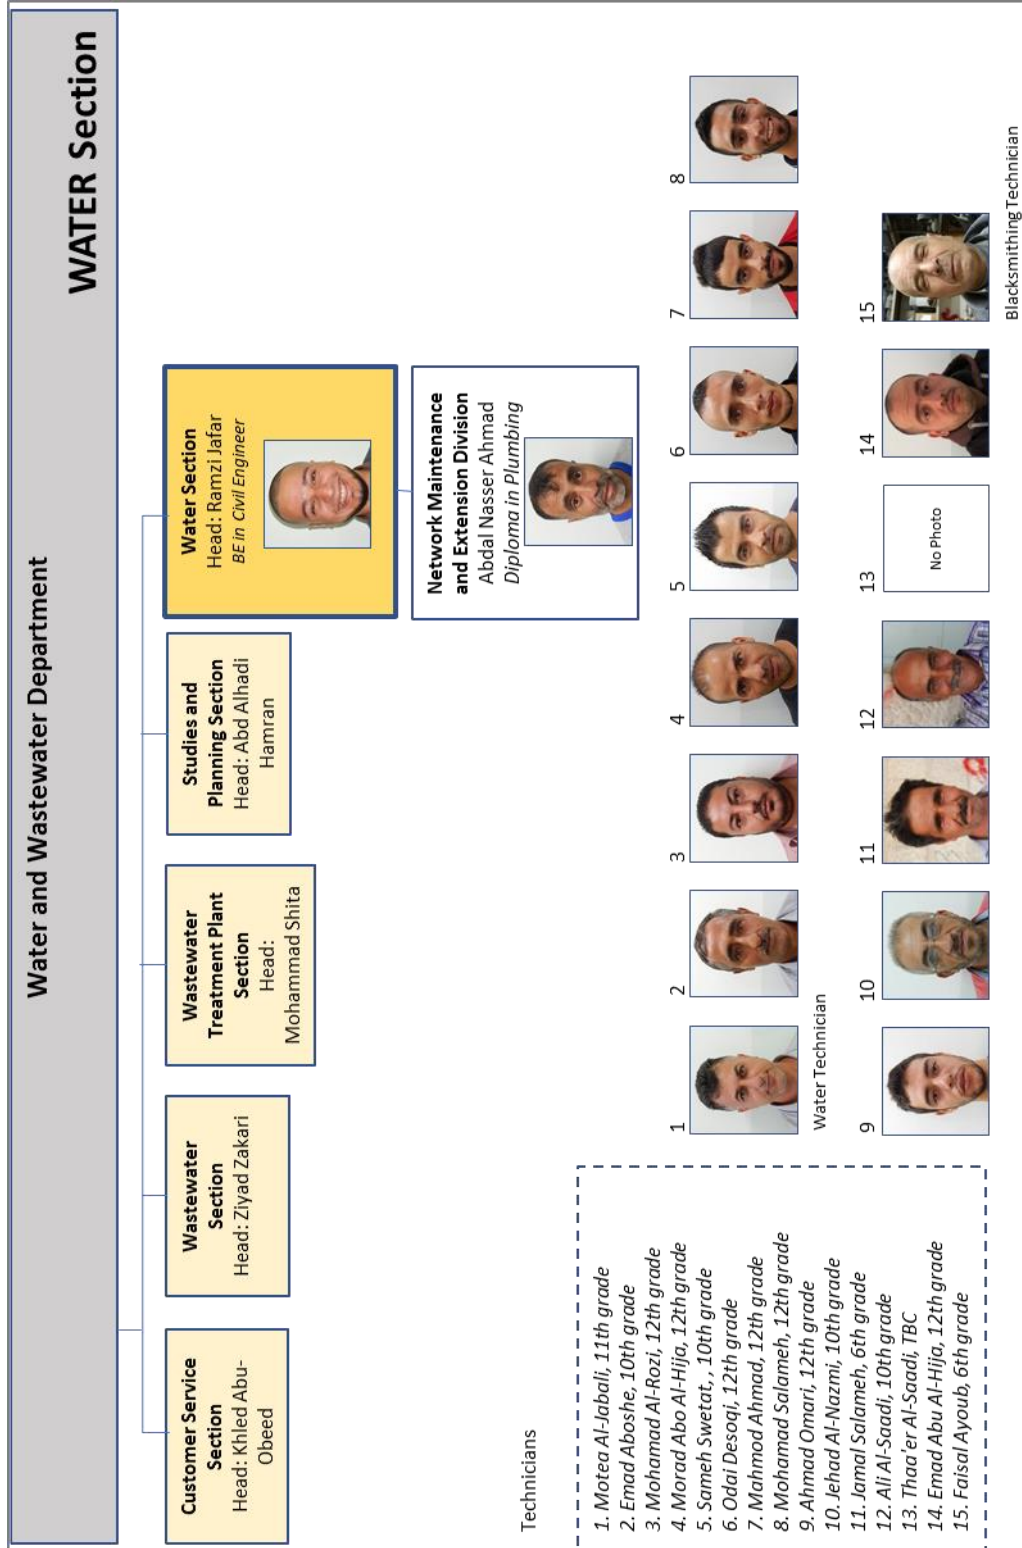 Water and Wastewater Department
WATER Section
Customer Service
Section
Head: Khled Abu-
Obeed
Wastewater
Section
Head: Ziyad Zakari
Wastewater
Treatment Plant
Section
Head:
Mohammad Shita
Studies and
Planning Section
Head: Abd Alhadi
Hamran
Water Section
Head: Ramzi Jafar
BE in Civil Engineer
Network Maintenance
and Extension Division
Abdal Nasser Ahmad
Diploma in Plumbing
Technicians
1. Motea Al-Jabali, 11th grade
2. Emad Aboshe, 10th grade
3. Mohamad Al-Rozi, 12th grade
4. Morad Abo Al-Hija, 12th grade
5. Sameh Swetat,, 10th grade
6. Odai Desoqi, 12th grade
7. Mahmod Ahmad, 12th grade
8. Mohamad Salameh, 12th grade
9. Ahmad Omari, 12th grade
10. Jehad Al-Nazmi, 10th grade
11. Jamal Salameh, 6th grade
12. Ali Al-Saadi, 10th grade
13. Thaa'er Al-Saadi, TBC
14. Emad Abu Al-Hija, 12th grade
15. Faisal Ayoub, 6th grade
1
2
3
4
5
6
7
8
Water Technician
9
10
11
12
13
14
15
No Photo
Blacksmithing Technician